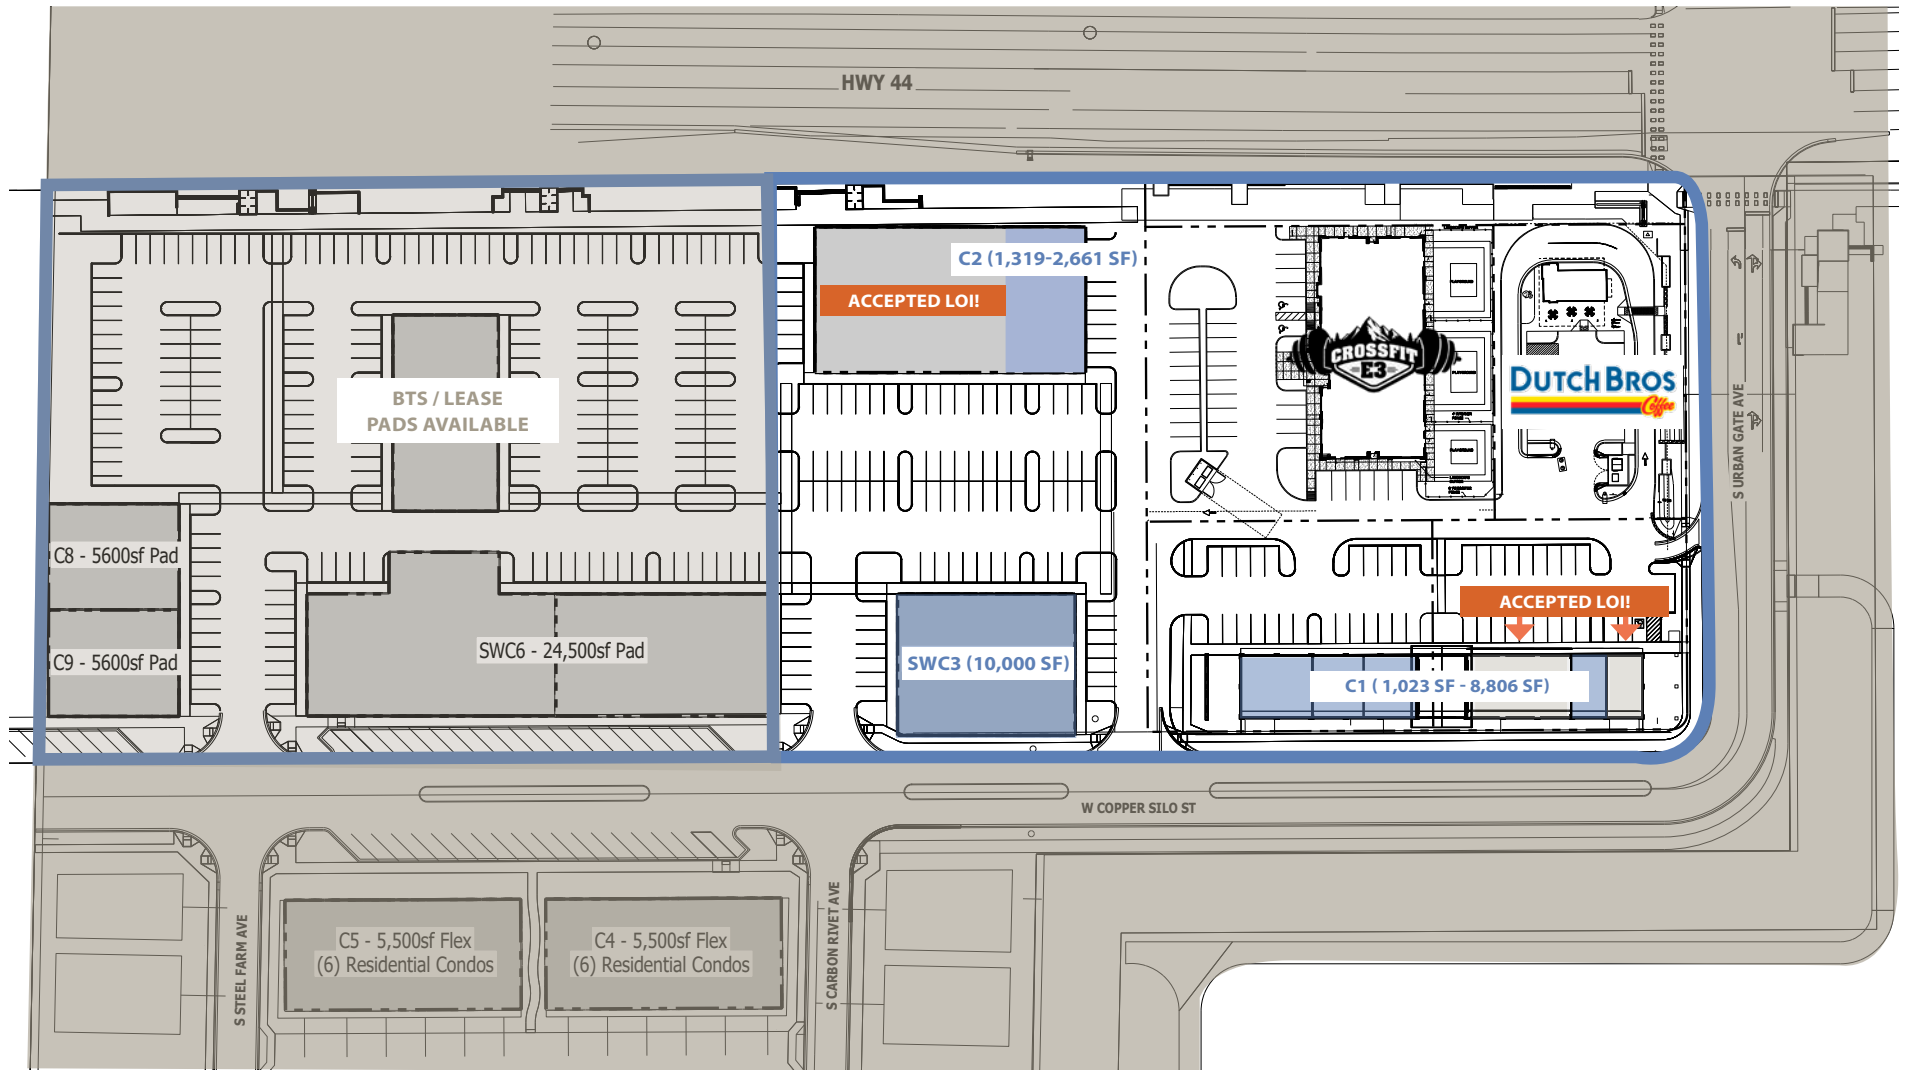 HWY 44
C2 (1,319-2,661 SF)
ACCEPTED LOI!
CROSSFIT
E3
DUTCH BROS
Coffee
BTS / LEASE
PADS AVAILABLE
S URBAN GATE AVE
C8 - 5600sf Pad
C9 - 5600sf Pad
SWC6 - 24,500sf Pad
SWC3 (10,000 SF)
ACCEPTED LOI!
C1 ( 1,023 SF - 8,806 SF)
W COPPER SILO ST
S STEEL FARM AVE
C5 - 5,500sf Flex
(6) Residential Condos
C4 - 5,500sf Flex
(6) Residential Condos
S CARBON RIVET AVE